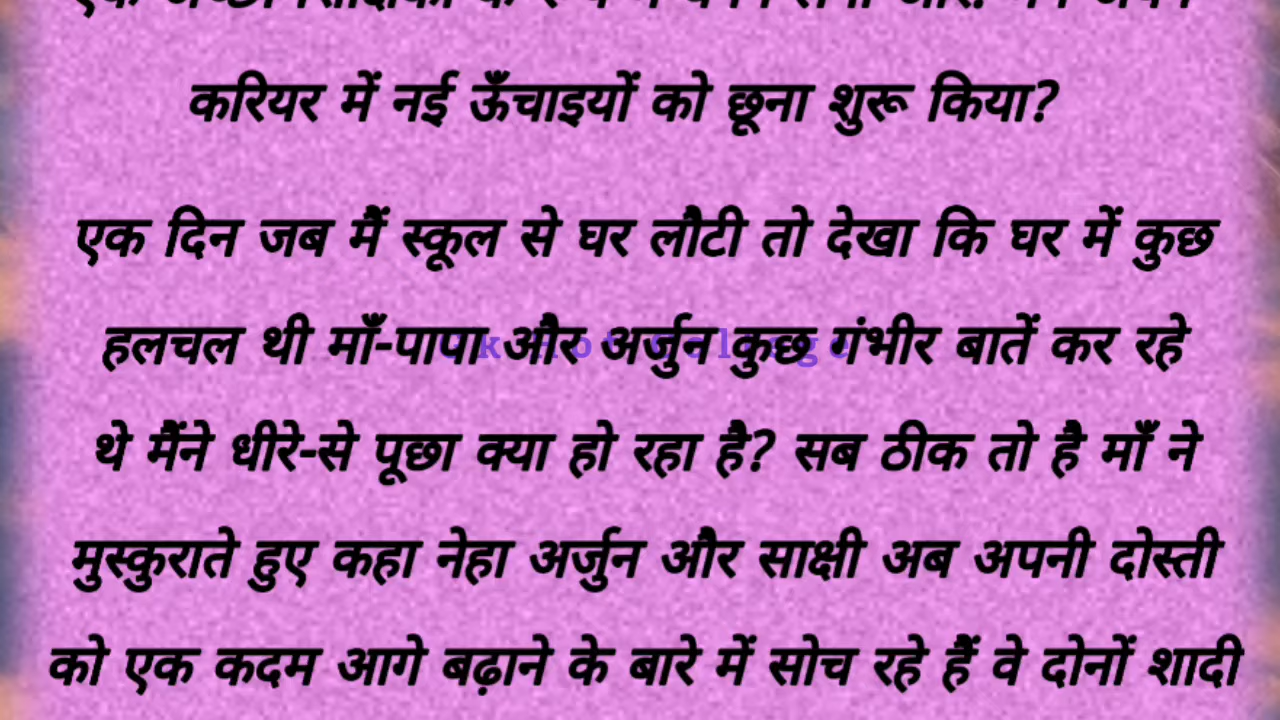 करियर में नई ऊँचाइयों को छूना शुरू किया?
एक दिन जब मैं स्कूल से घर लौटी तो देखा कि घर में कुछ
हलचल थी माँ-पापा और अर्जुन कुछ गंभीर बातें कर रहे
थे मैंने धीरे-से पूछा क्या हो रहा है? सब ठीक तो है माँ ने
मुस्कुराते हुए कहा नेहा अर्जुन और साक्षी अब अपनी दोस्ती
को एक कदम आगे बढ़ाने के बारे में सोच रहे हैं वे दोनों शादी